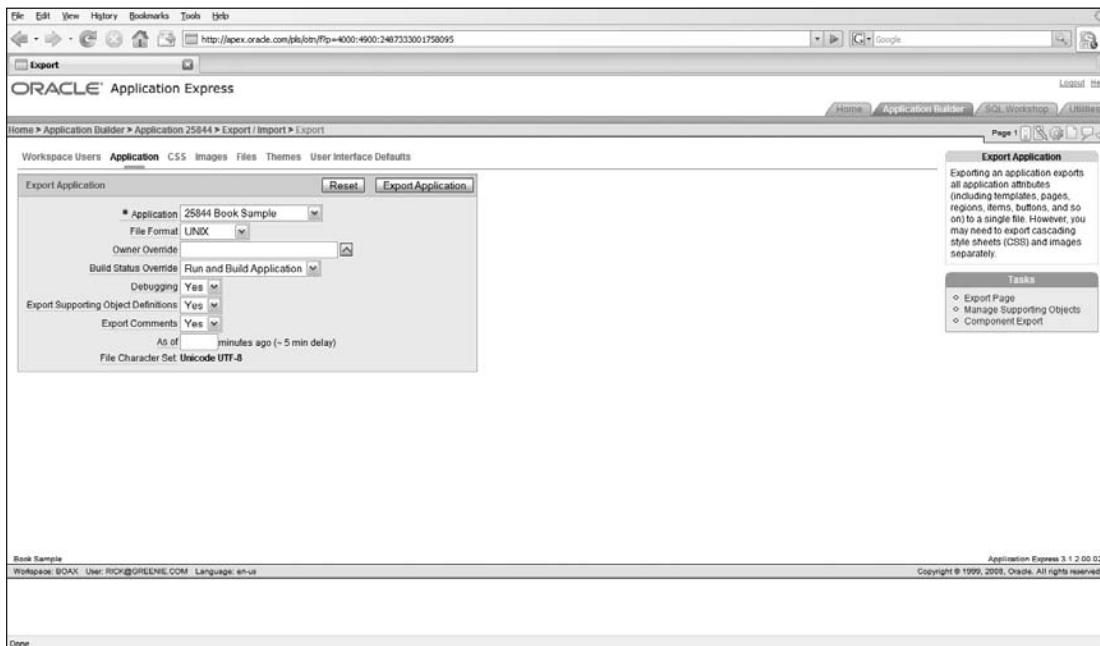 File Edit View History Bookmarks Tools Help
http://apex.oracle.com/pls/otn/f?p=4000:4900:2487333001758095
Google
Export
ORACLE Application Express
Logout
Home Application Builder SQL Workshop Utilities
Home > Application Builder > Application 25844 > Export / Import > Export
Page 1
Workspace Users Application CSS Images Files Themes User Interface Defaults
Export Application
Reset
Export Application
* Application 25844 Book Sample
File Format UNIX
Owner Override
Build Status Override Run and Build Application
Debugging Yes
Export Supporting Object Definitions Yes
Export Comments Yes
As of minutes ago (~ 5 min delay)
File Character Set Unicode UTF-8
Export Application
Exporting an application exports
all application attributes
(including templates, pages,
regions, items, buttons, and so
on) to a single file. However, you
may need to export cascading
style sheets (CSS) and images
separately.
Tasks
Export Page
Manage Supporting Objects
Component Export
Book Sample
Application Express 3.1.2.00.02
Workspace: BOAX User: RICK@GREENIE.COM Language: en-us
Copyright © 1999, 2008, Oracle. All rights reserved
Done